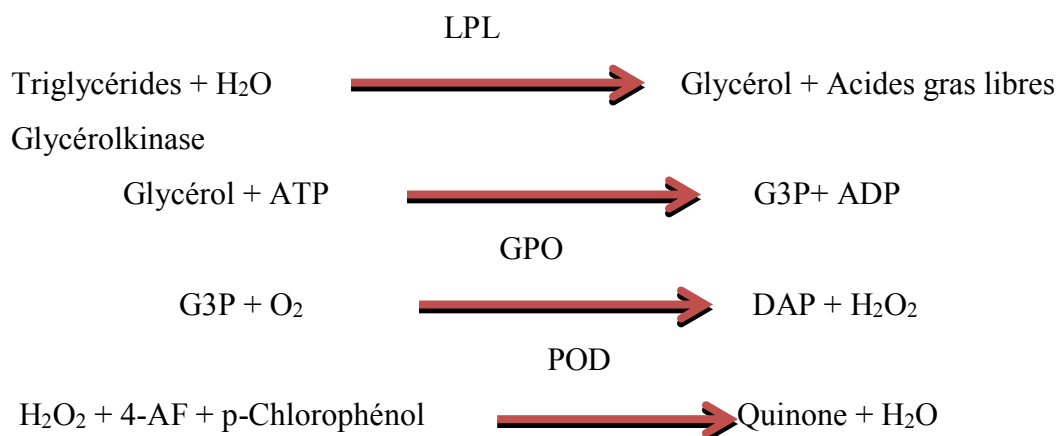 LPL
Triglycérides + H₂O Glycérol + Acides gras libres
Glycérolkinase
Glycérol + ATP G3P+ ADP
GPO
G3P + O₂ DAP + H₂O₂
POD
H₂O₂ + 4-AF + p-Chlorophénol Quinone + H₂O